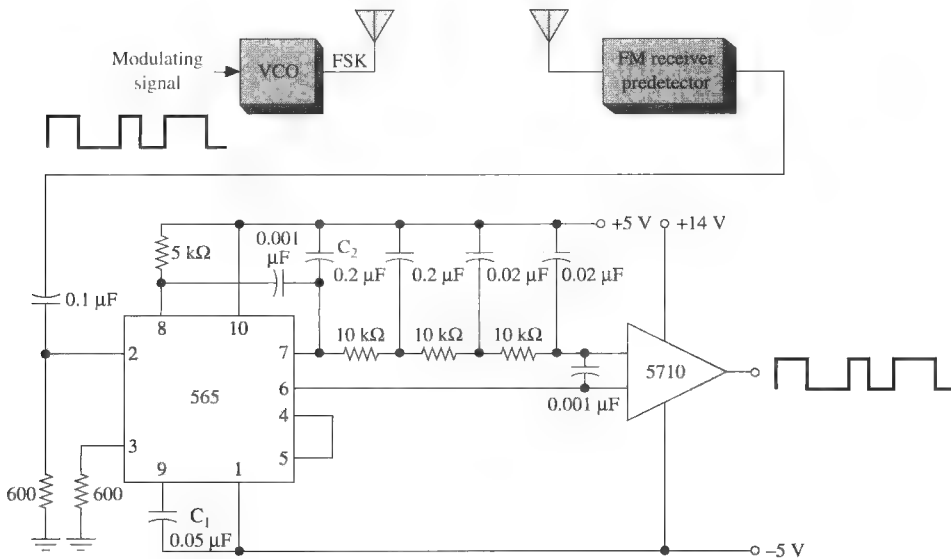 Modulating
signal
VCO
FSK
FM receiver
predetector
+5 V
+14 V
5 kΩ
0.001
µF
C₂
0.2 µF
0.2 µF
0.02 µF
0.02 µF
0.1 µF
8
10
2
7
10 kΩ
10 kΩ
10 kΩ
5710
565
6
0.001 µF
4
3
5
9
1
600
600
C₁
0.05 µF
–5 V